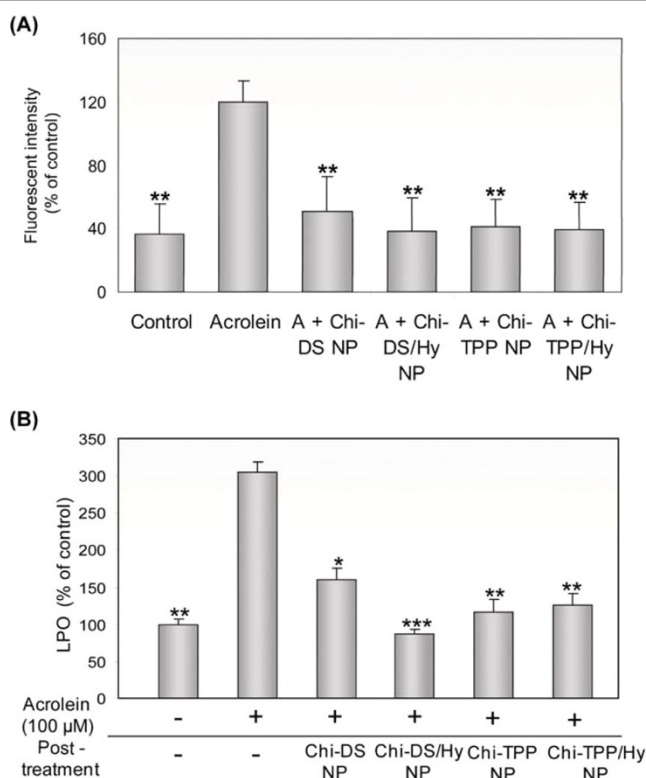 (A)
Fluorescent intensity
(% of control)
160
120
80
40
0
**
**
**
**
**
Control Acrolein A + Chi- A + Chi- A + Chi- A + Chi-
DS NP DS/Hy TPP NP TPP/Hy
NP NP
(B)
LPO (% of control)
350
300
250
200
150
100
50
0
**
*
***
**
**
Acrolein
(100 µM) - + + + + +
Post -
treatment - - Chi-DS Chi-DS/Hy Chi-TPP Chi-TPP/Hy
NP NP NP NP